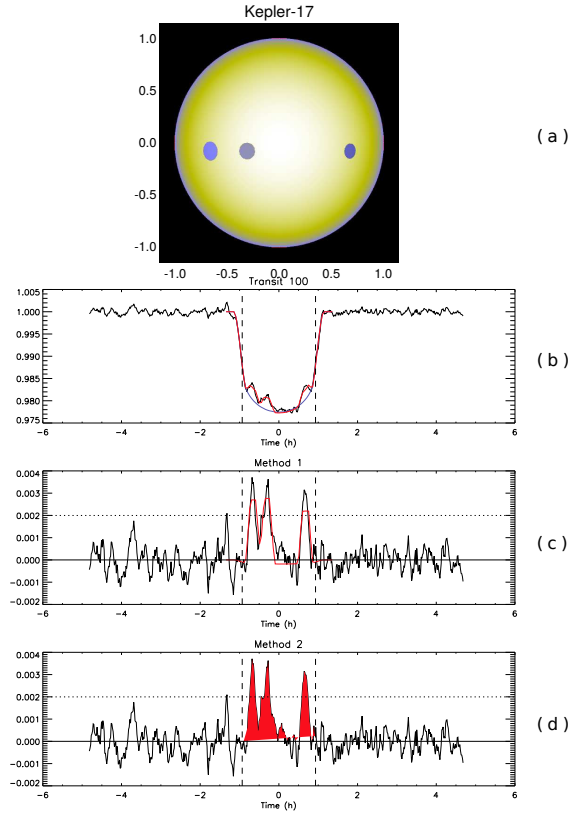 Kepler-17
1.0
0.5
0.0
-0.5
-1.0
-1.0 -0.5 0.0 0.5 1.0
( a )
Transit 100
1.005
1.000
0.995
0.990
0.985
0.980
0.975
-6 -4 -2 0 2 4 6
Time (h)
( b )
Method 1
0.004
0.003
0.002
0.001
0.000
-0.001
-0.002
-6 -4 -2 0 2 4 6
Time (h)
( c )
Method 2
0.004
0.003
0.002
0.001
0.000
-0.001
-0.002
-6 -4 -2 0 2 4 6
Time (h)
( d )